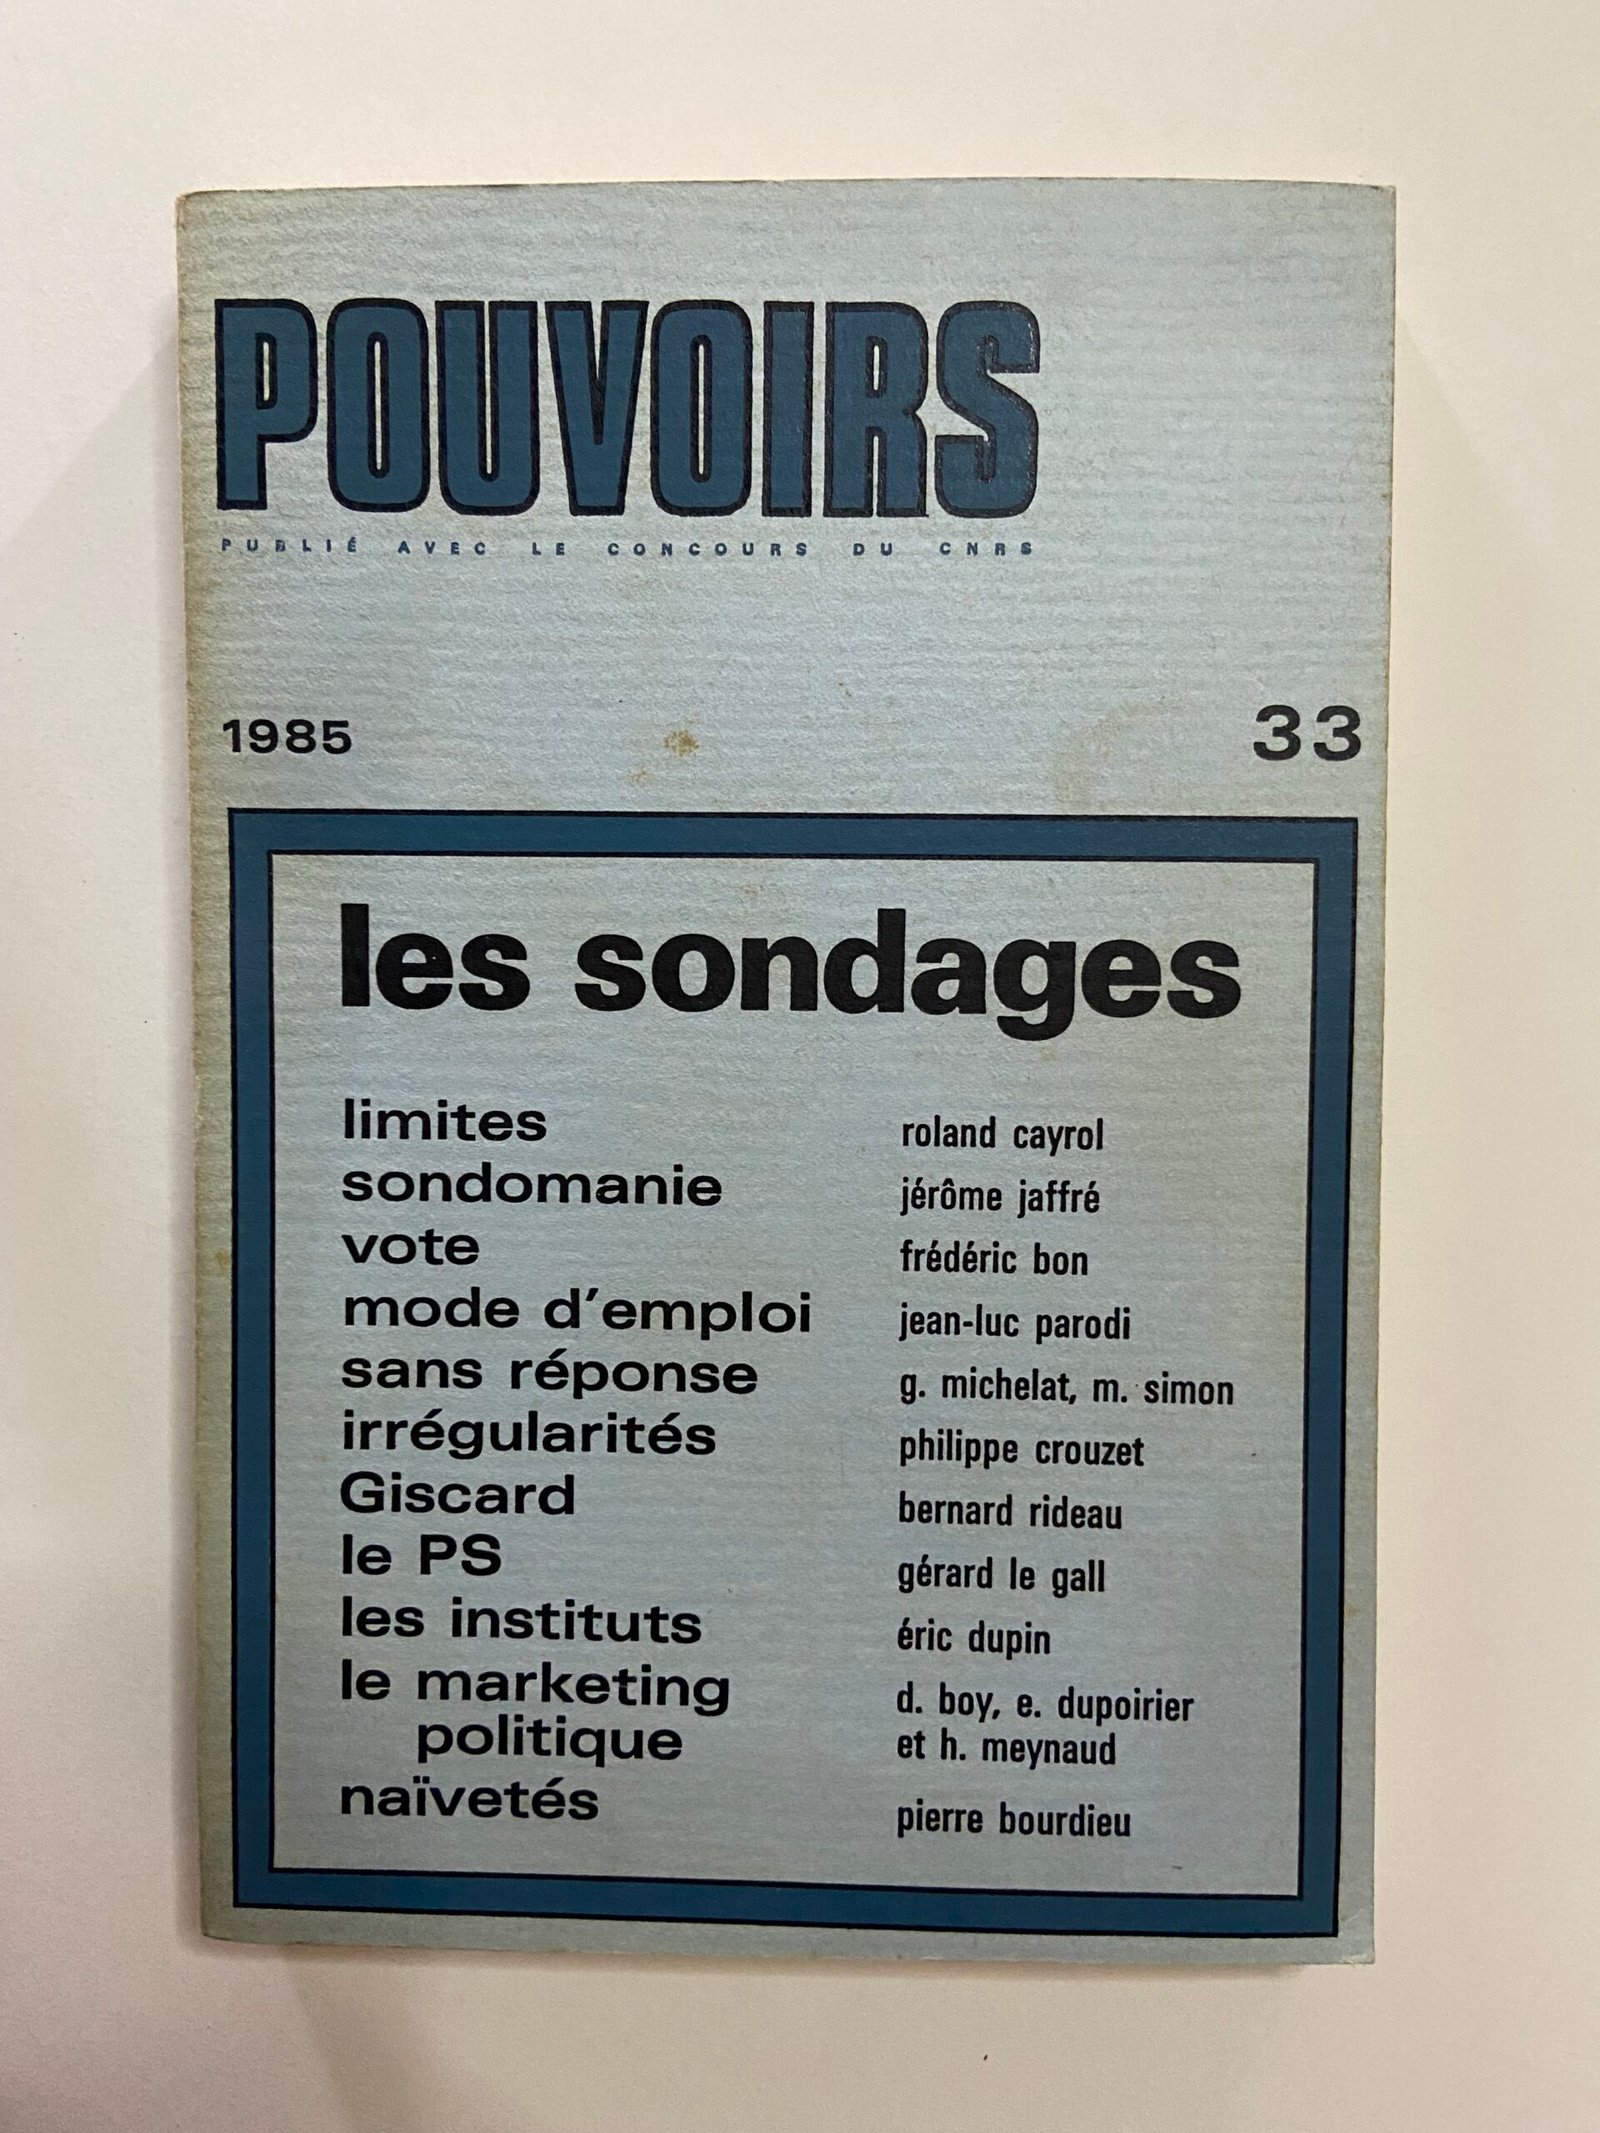 POUVOIRS
PUBLIÉ AVEC LE CONCOURS DU CNRS
1985 33
les sondages
limites roland cayrol
sondomanie jérôme jaffré
vote frédéric bon
mode d'emploi jean-luc parodi
sans réponse g. michelat, m. simon
irrégularités philippe crouzet
Giscard bernard rideau
le PS gérard le gall
les instituts éric dupin
le marketing d. boy, e. dupoirier
politique et h. meynaud
naïvetés pierre bourdieu